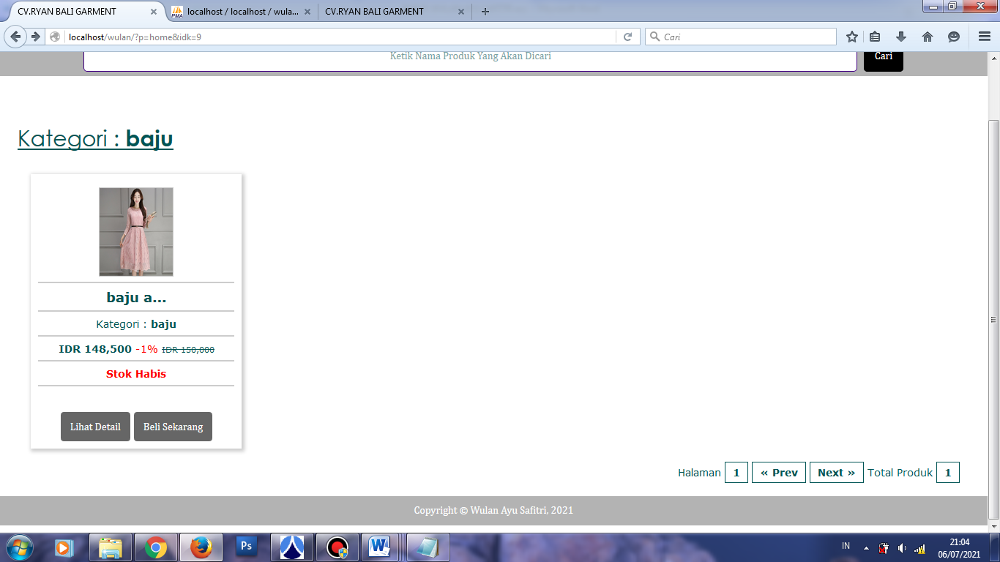 CV.RYAN BALI GARMENT
localhost / localhost / wula...
CV.RYAN BALI GARMENT
localhost/wulan/?p=home&idk=9
Cari
Ketik Nama Produk Yang Akan Dicari
Cari
Kategori : baju
baju a...
Kategori : baju
IDR 148,500 -1% IDR 150,000
Stok Habis
Lihat Detail
Beli Sekarang
Halaman 1 « Prev Next » Total Produk 1
Copyright © Wulan Ayu Safitri, 2021
IN
21:04
06/07/2021